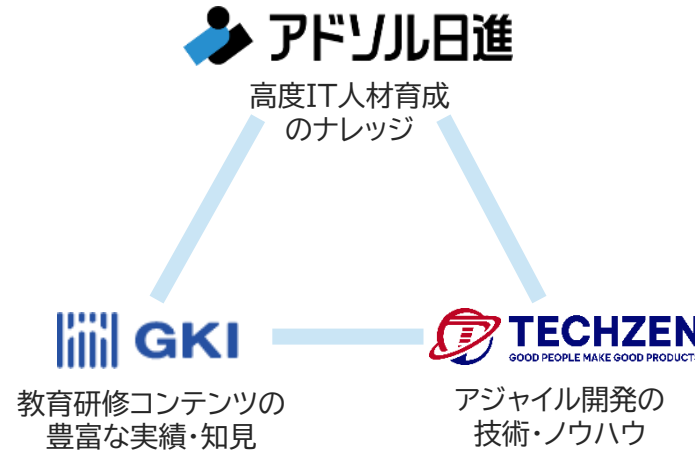 アドソル日進
高度IT人材育成
のナレッジ
GKI
TECHZEN
GOOD PEOPLE MAKE GOOD PRODUCTS
教育研修コンテンツの
豊富な実績・知見
アジャイル開発の
技術・ノウハウ